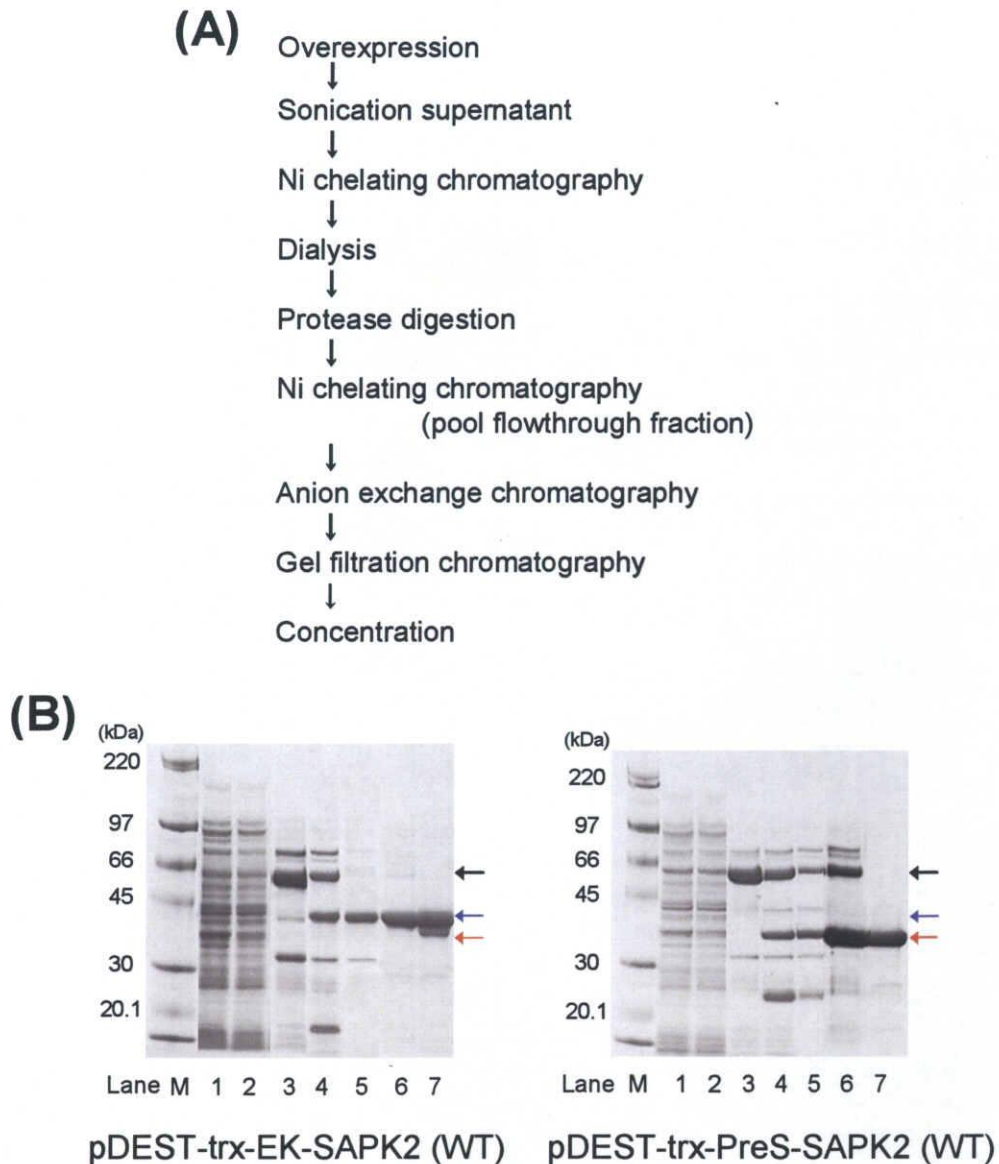 (A)
Overexpression
↓
Sonication supernatant
↓
Ni chelating chromatography
↓
Dialysis
↓
Protease digestion
↓
Ni chelating chromatography
(pool flowthrough fraction)
↓
Anion exchange chromatography
↓
Gel filtration chromatography
↓
Concentration
(B)
(kDa)
220
97
66
45
30
20.1
Lane M 1 2 3 4 5 6 7
pDEST-trx-EK-SAPK2 (WT)
(kDa)
220
97
66
45
30
20.1
Lane M 1 2 3 4 5 6 7
pDEST-trx-PreS-SAPK2 (WT)